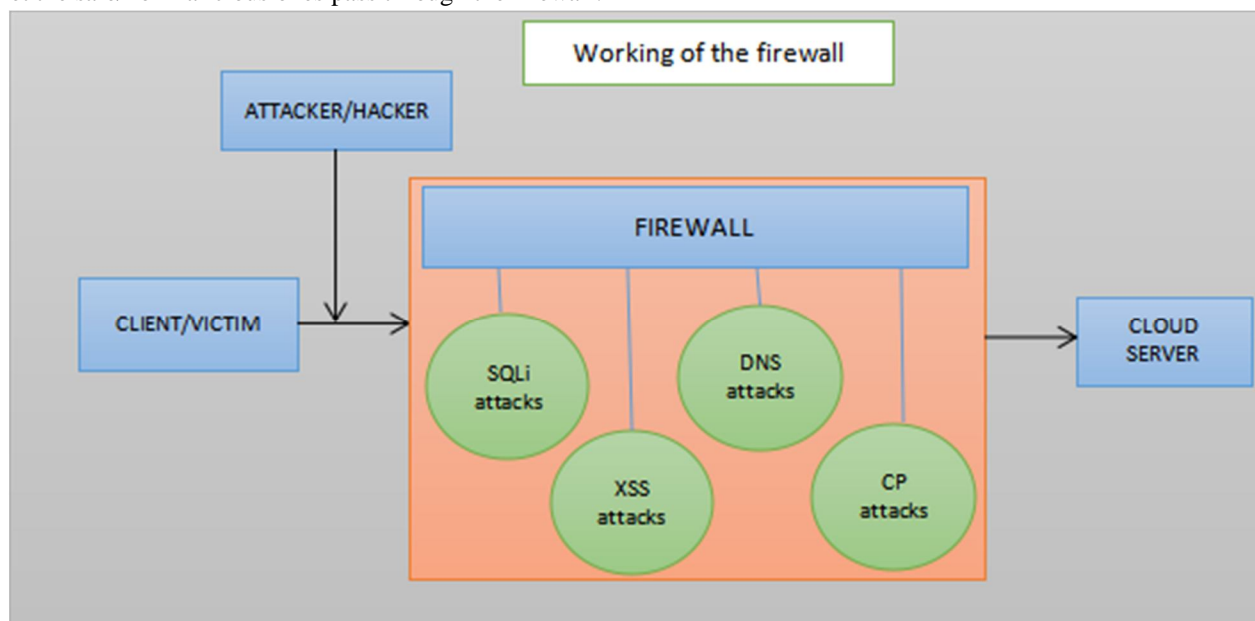 Working of the firewall
ATTACKER/HACKER
FIREWALL
CLIENT/VICTIM
CLOUD
SERVER
SQLi
attacks
DNS
attacks
XSS
attacks
CP
attacks